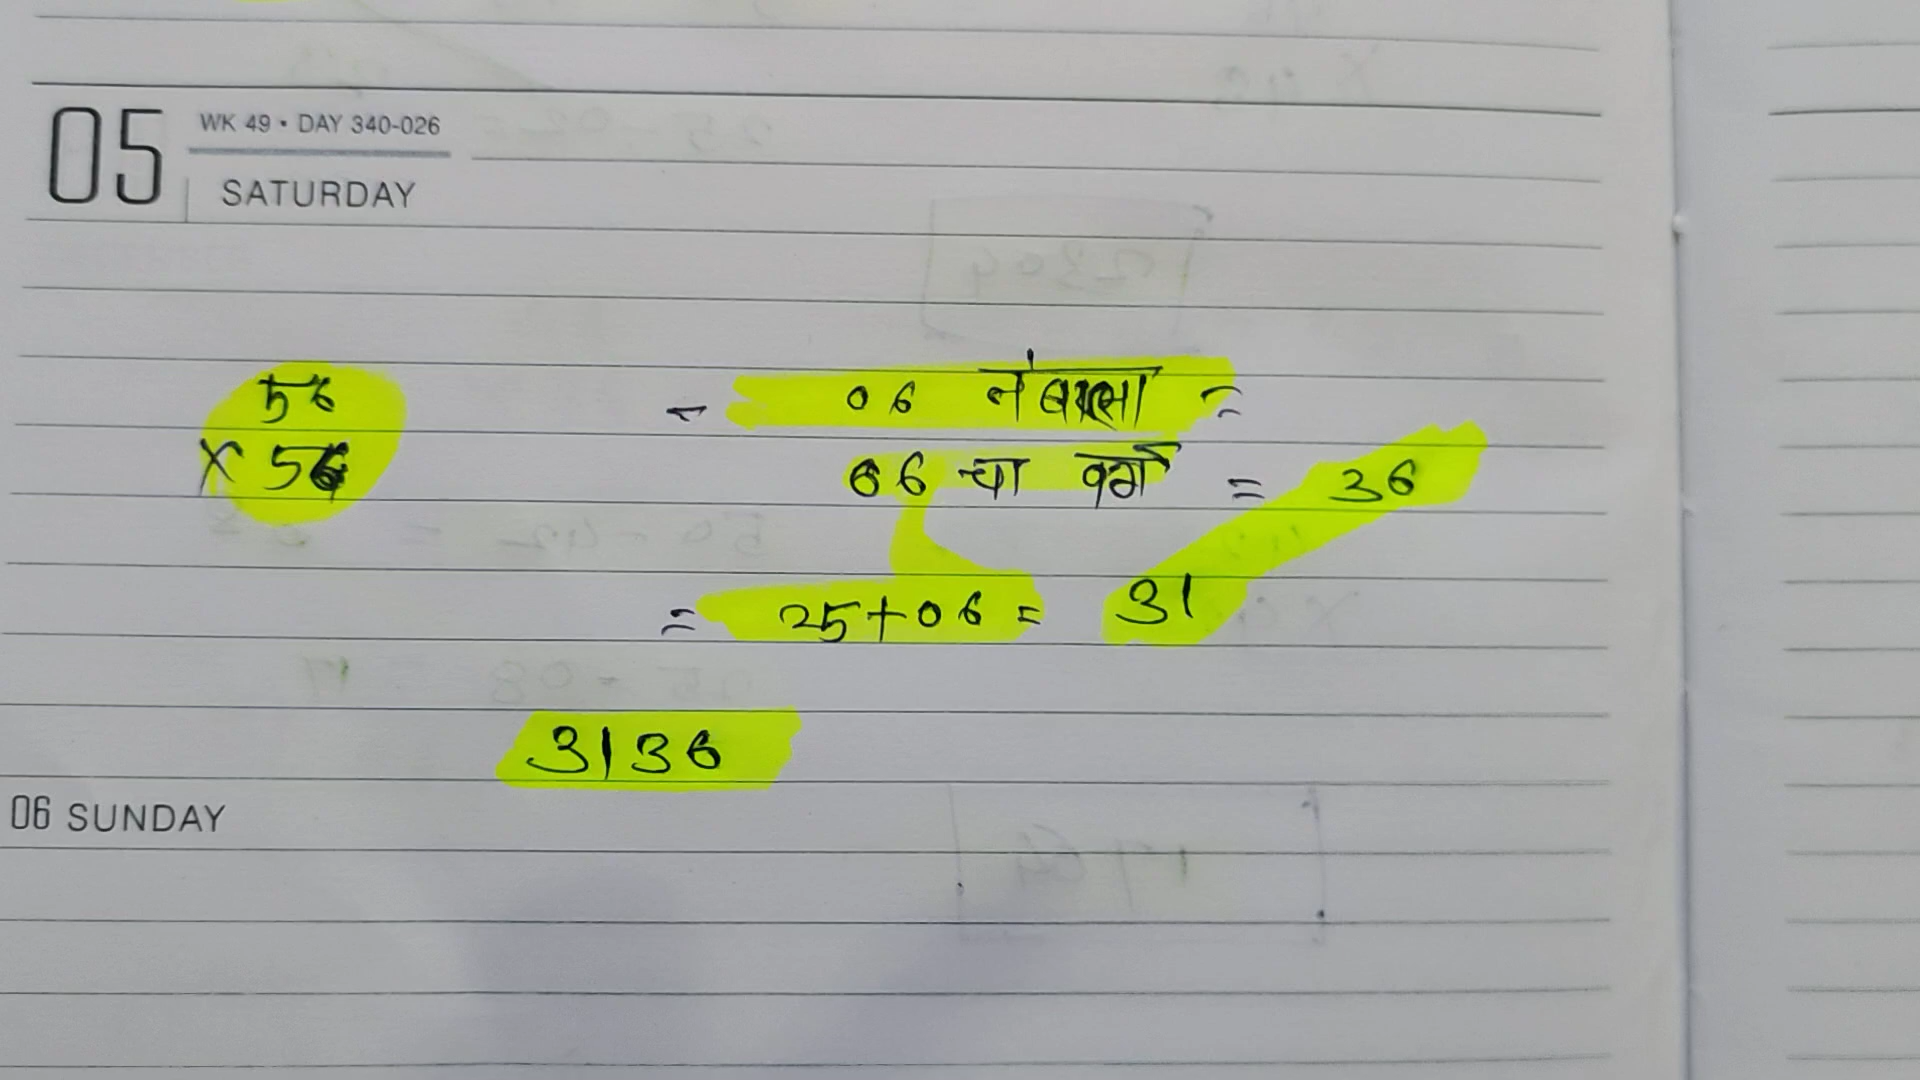 05 WK 49 • DAY 340-026
SATURDAY
56 - 06 =
x 56 06 चा वर्ग = 36
= 25+06 = 31
3136
06 SUNDAY